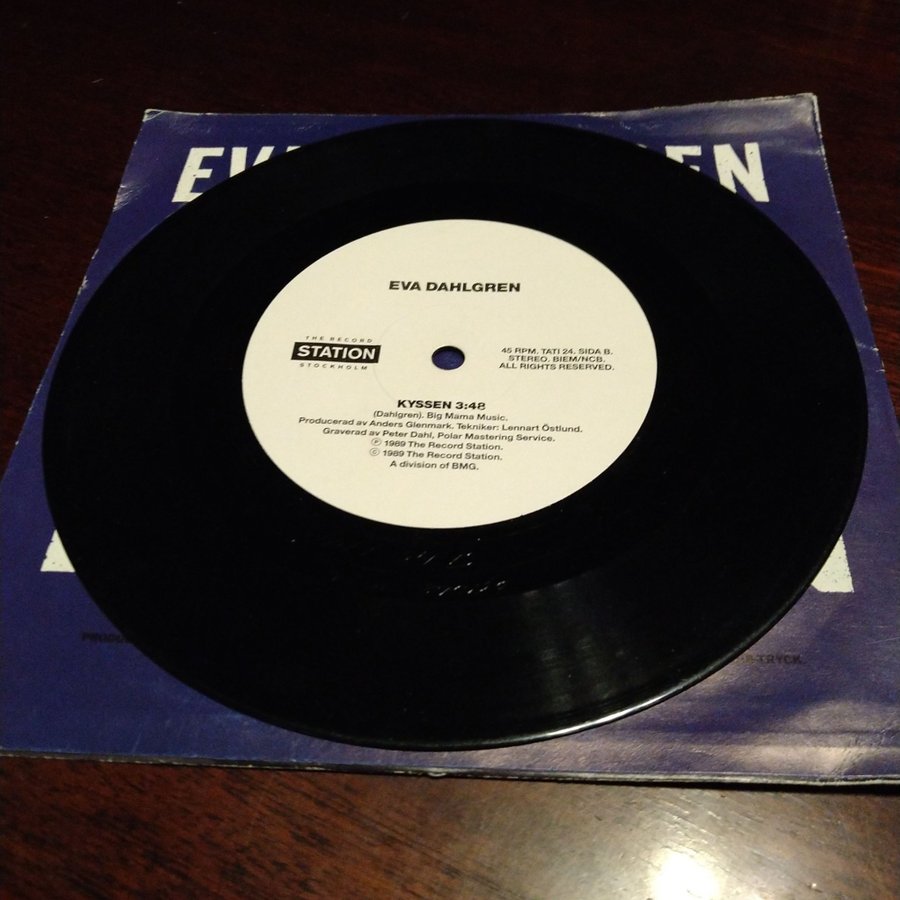 EV EN
EVA DAHLGREN
THE RECORD
STATION
STOCKHOLM
45 RPM. TATI 24. SIDA B.
STEREO. BIEM/NCB.
ALL RIGHTS RESERVED.
KYSSEN 3:48
(Dahlgren). Big Mama Music.
Producerad av Anders Glenmark. Tekniker: Lennart Östlund.
Graverad av Peter Dahl, Polar Mastering Service.
Ⓟ 1989 The Record Station.
© 1989 The Record Station.
A division of BMG.